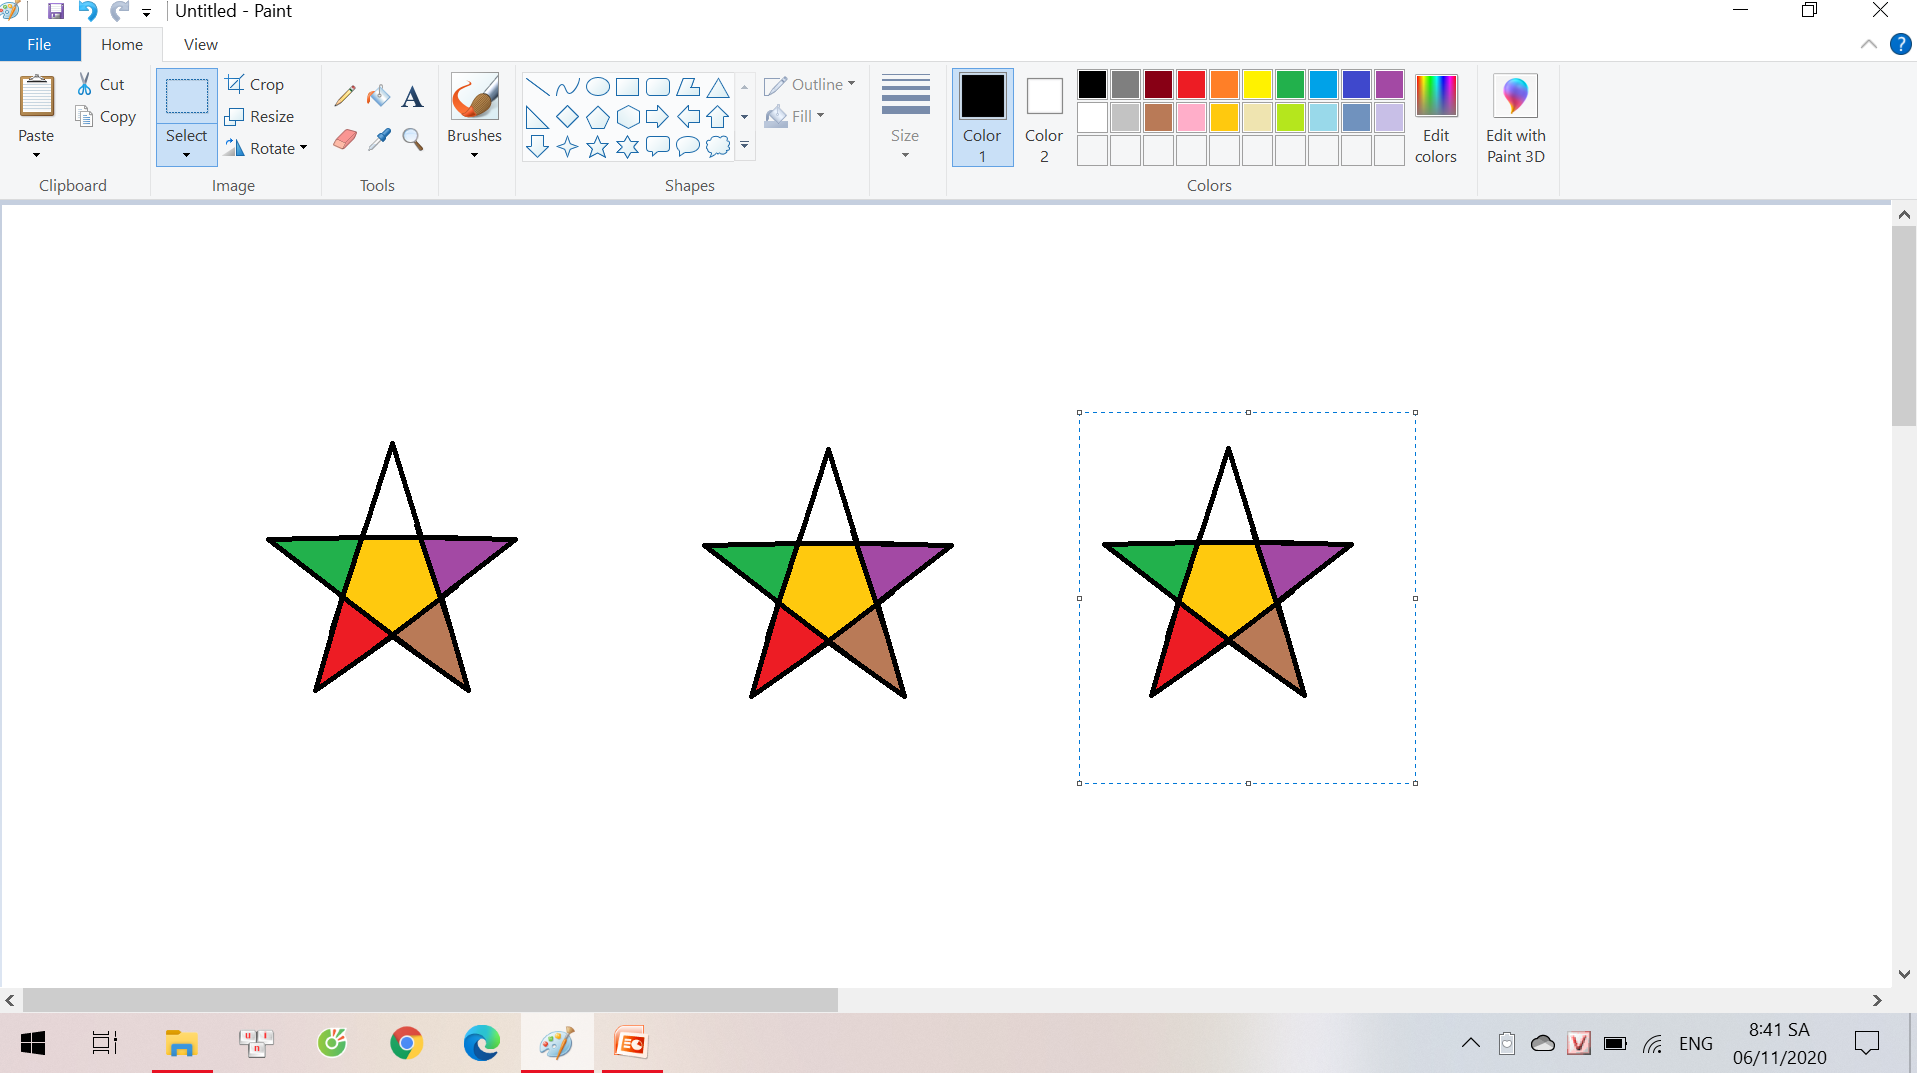 Untitled - Paint
File Home View
Paste
Cut
Copy
Clipboard
Select
Crop
Resize
Rotate
Image
A
Tools
Brushes
Outline
Fill
Shapes
Size
Color 1
Color 2
Edit colors
Colors
Edit with Paint 3D
ENG
8:41 SA
06/11/2020